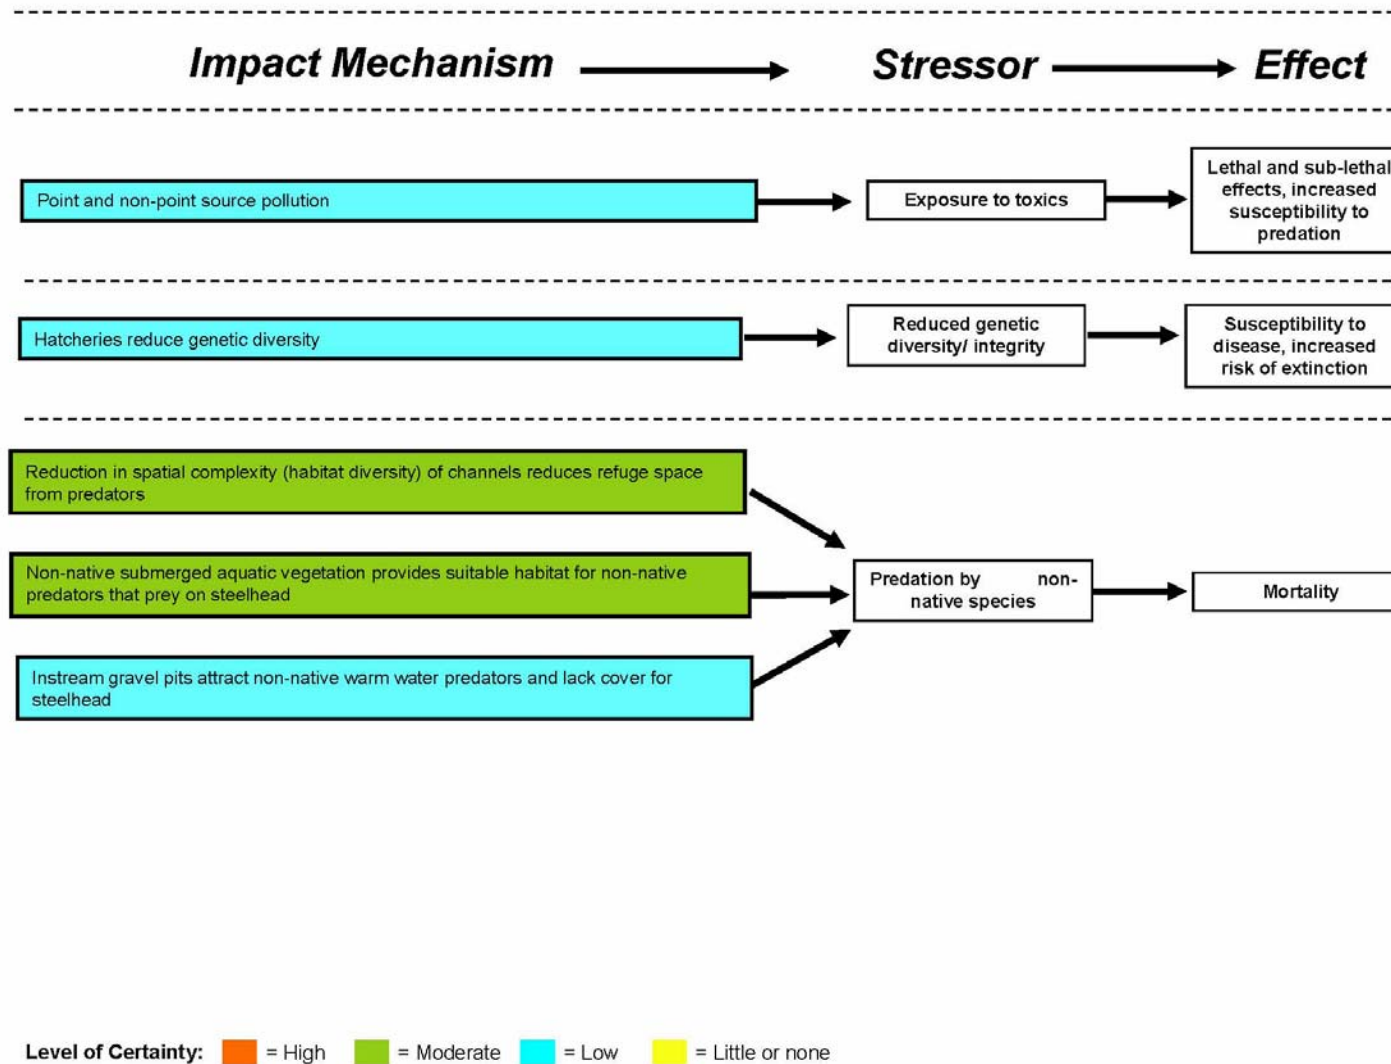 Impact Mechanism Stressor Effect
Point and non-point source pollution
Exposure to toxics
Lethal and sub-lethal
effects, increased
susceptibility to
predation
Hatcheries reduce genetic diversity
Reduced genetic
diversity/ integrity
Susceptibility to
disease, increased
risk of extinction
Reduction in spatial complexity (habitat diversity) of channels reduces refuge space
from predators
Non-native submerged aquatic vegetation provides suitable habitat for non-native
predators that prey on steelhead
Instream gravel pits attract non-native warm water predators and lack cover for
steelhead
Predation by non-
native species
Mortality
Level of Certainty: = High = Moderate = Low = Little or none